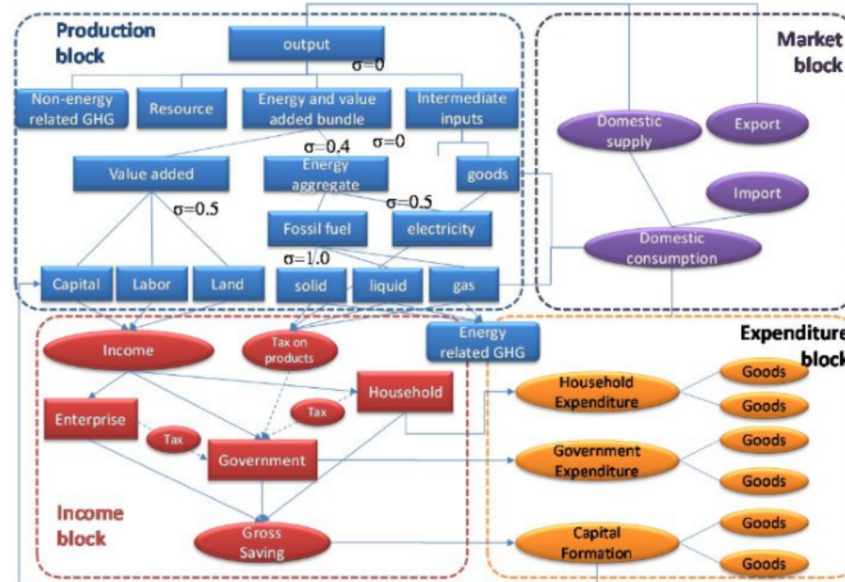 Production
block
output
σ=0
Non-energy
related GHG
Resource
Energy and value
added bundle
Intermediate
inputs
σ=0.4
σ=0
Value added
Energy
aggregate
goods
σ=0.5
σ=0.5
Fossil fuel
electricity
σ=1.0
Capital
Labor
Land
solid
liquid
gas
Market
block
Domestic
supply
Export
Import
Domestic
consumption
Income
Tax on
products
Energy
related GHG
Household
Enterprise
Tax
Tax
Government
Income
block
Gross
Saving
Expenditure
block
Household
Expenditure
Goods
Goods
Government
Expenditure
Goods
Goods
Capital
Formation
Goods
Goods